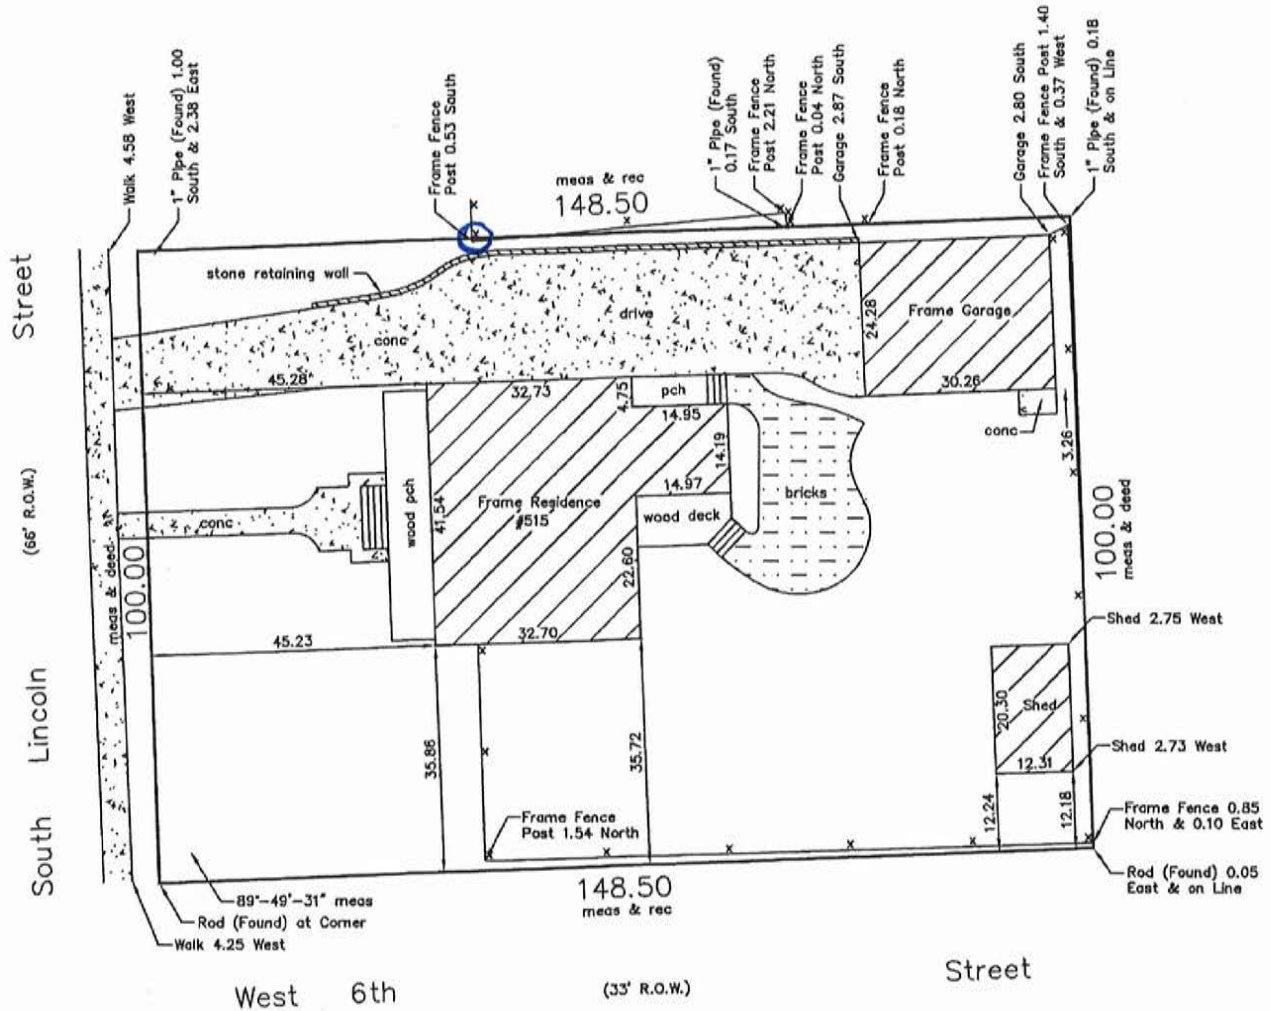 Walk 4.58 West
1" Pipe (Found) 1.00
South & 2.38 East
Frame Fence
Post 0.53 South
meas & rec
148.50
1" Pipe (Found)
0.17 South
Frame Fence
Post 2.21 North
Frame Fence
Post 0.04 North
Garage 2.87 South
Frame Fence
Post 0.18 North
Garage 2.80 South
Frame Fence Post 1.40
South & 0.37 West
1" Pipe (Found) 0.18
South & on Line
stone retaining wall
drive
conc
24.28
Frame Garage
45.28
32.73
4.75
pch
14.95
30.26
conc
3.26
14.19
14.97
wood pch
41.54
Frame Residence
#515
wood deck
bricks
conc
22.60
meas & deed
100.00
100.00
meas & deed
45.23
32.70
Shed 2.75 West
20.30
Shed
12.31
Shed 2.73 West
35.86
35.72
12.24
12.18
Frame Fence
Post 1.54 North
Frame Fence 0.85
North & 0.10 East
Rod (Found) 0.05
East & on Line
148.50
meas & rec
89°-49'-31" meas
Rod (Found) at Corner
Walk 4.25 West
South Lincoln
(66' R.O.W.)
Street
West 6th
(33' R.O.W.)
Street